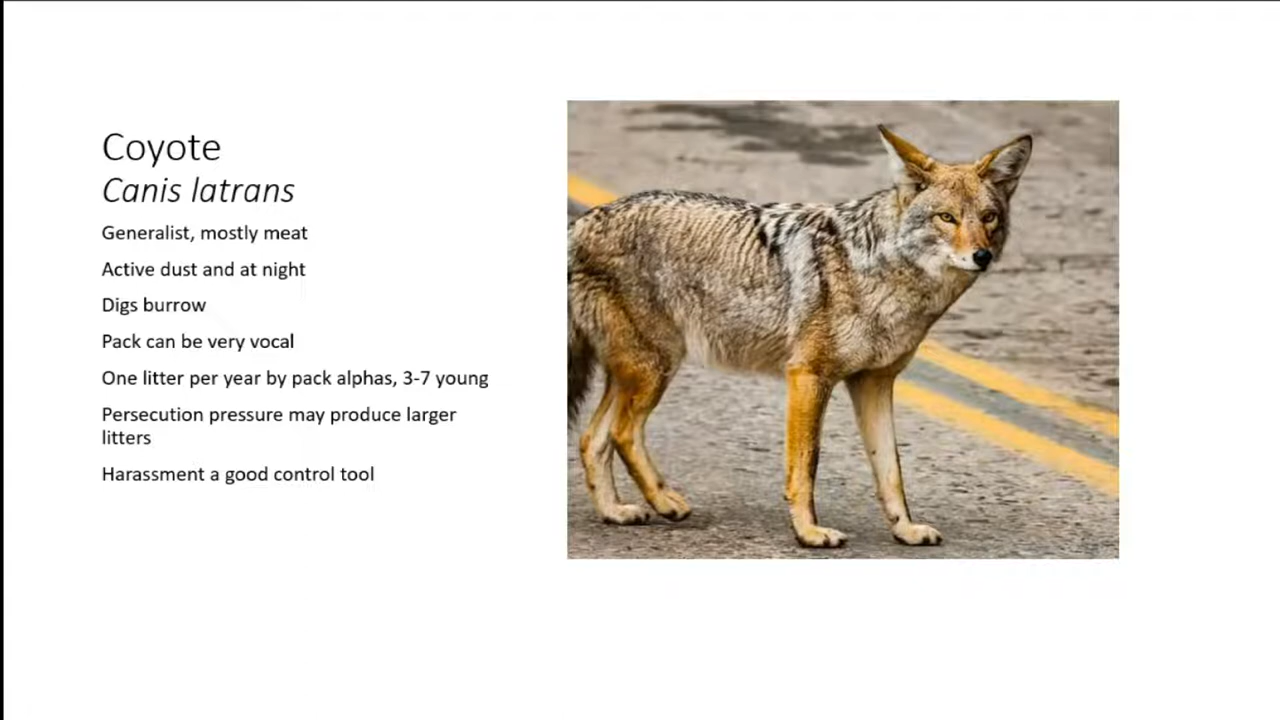 Coyote
Canis latrans
Generalist, mostly meat
Active dust and at night
Digs burrow
Pack can be very vocal
One litter per year by pack alphas, 3-7 young
Persecution pressure may produce larger
litters
Harassment a good control tool